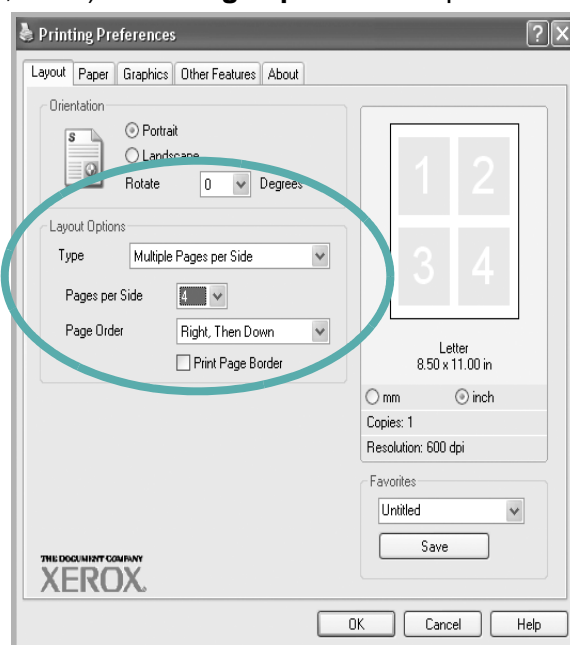 Printing Preferences
Layout Paper Graphics Other Features About
Orientation
S
Portrait
Landscape
Rotate 0 Degrees
Layout Options
Type Multiple Pages per Side
Pages per Side 4
Page Order Right, Then Down
Print Page Border
1 2
3 4
Letter
8.50 x 11.00 in
mm inch
Copies: 1
Resolution: 600 dpi
Favorites
Untitled
Save
THE DOCUMENT COMPANY
XEROX.
OK Cancel Help